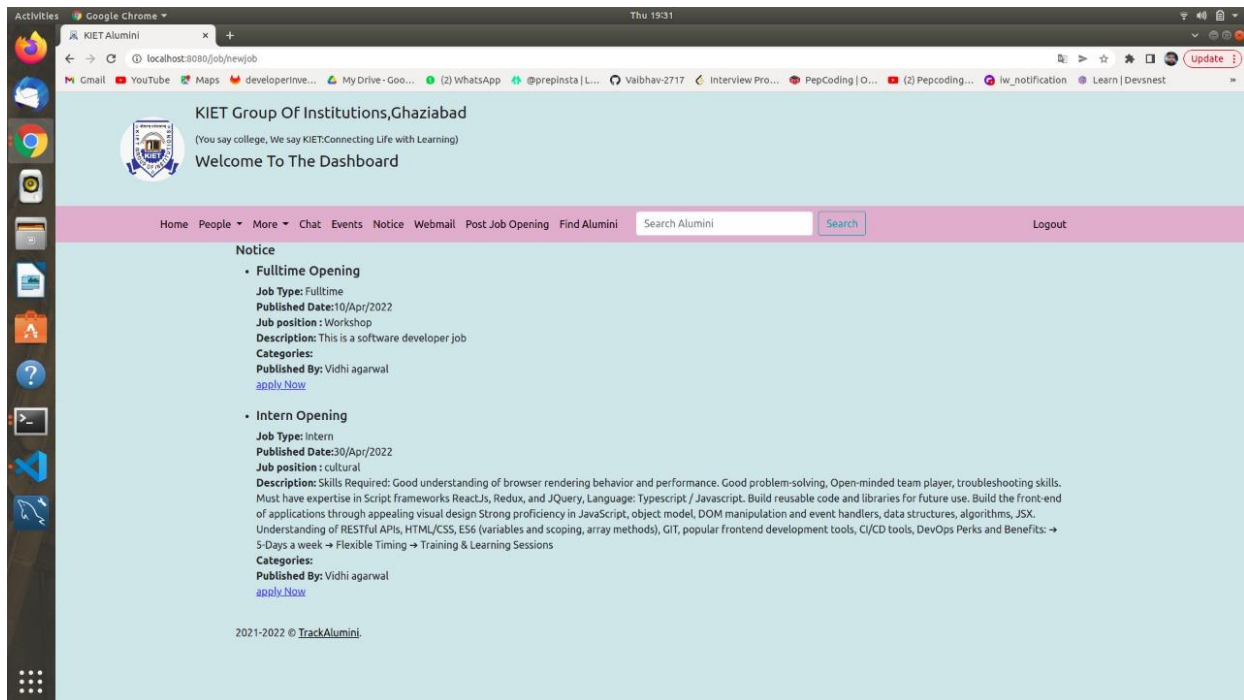 Activities Google Chrome Thu 19:31
KIET Alumini × +
localhost:8080/job/newjob Update
Gmail YouTube Maps developerInve... My Drive - Goo... (2) WhatsApp @prepinsta | L... Vaibhav-2717 Interview Pro... PepCoding | O... (2) Pepcoding... iw_notification Learn | Devsnest »
KIET Group Of Institutions,Ghaziabad
(You say college, We say KIET:Connecting Life with Learning)
KIET
Welcome To The Dashboard
Home People More Chat Events Notice Webmail Post Job Opening Find Alumini Search Alumini Search Logout
Notice
• Fulltime Opening
Job Type: Fulltime
Published Date:10/Apr/2022
Jub position : Workshop
Description: This is a software developer job
Categories:
Published By: Vidhi agarwal
apply Now
• Intern Opening
Job Type: Intern
Published Date:30/Apr/2022
Jub position : cultural
Description: Skills Required: Good understanding of browser rendering behavior and performance. Good problem-solving, Open-minded team player, troubleshooting skills.
Must have expertise in Script frameworks ReactJs, Redux, and JQuery, Language: Typescript / Javascript. Build reusable code and libraries for future use. Build the front-end
of applications through appealing visual design Strong proficiency in JavaScript, object model, DOM manipulation and event handlers, data structures, algorithms, JSX.
Understanding of RESTful APIs, HTML/CSS, ES6 (variables and scoping, array methods), GIT, popular frontend development tools, CI/CD tools, DevOps Perks and Benefits: →
5-Days a week → Flexible Timing → Training & Learning Sessions
Categories:
Published By: Vidhi agarwal
apply Now
2021-2022 © TrackAlumini.